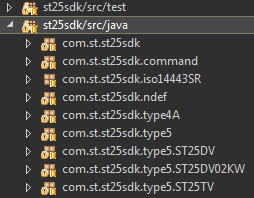 st25sdk/src/test
st25sdk/src/java
com.st.st25sdk
com.st.st25sdk.command
com.st.st25sdk.iso14443SR
com.st.st25sdk.ndef
com.st.st25sdk.type4A
com.st.st25sdk.type5
com.st.st25sdk.type5.ST25DV
com.st.st25sdk.type5.ST25DV02KW
com.st.st25sdk.type5.ST25TV